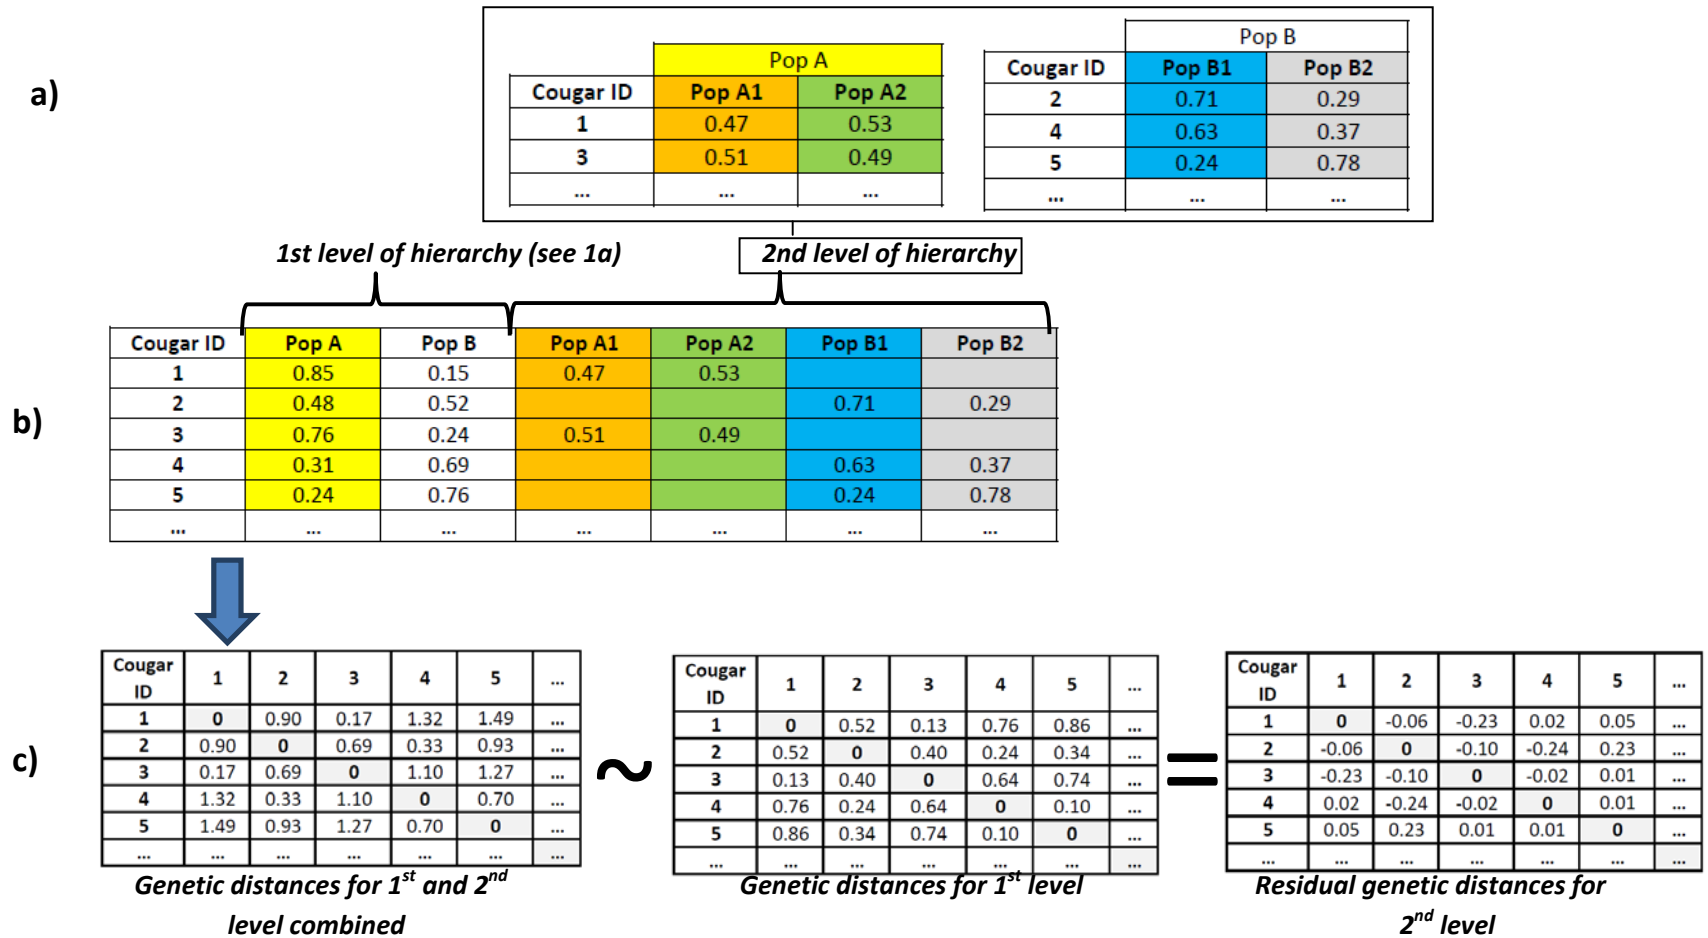 a)
Pop A
Cougar ID Pop A1 Pop A2
1 0.47 0.53
3 0.51 0.49
... ... ...
Pop B
Cougar ID Pop B1 Pop B2
2 0.71 0.29
4 0.63 0.37
5 0.24 0.78
... ... ...
1st level of hierarchy (see 1a)
2nd level of hierarchy
b)
Cougar ID Pop A Pop B Pop A1 Pop A2 Pop B1 Pop B2
1 0.85 0.15 0.47 0.53
2 0.48 0.52 0.71 0.29
3 0.76 0.24 0.51 0.49
4 0.31 0.69 0.63 0.37
5 0.24 0.76 0.24 0.78
... ... ... ... ... ... ...
c)
Cougar
ID 1 2 3 4 5 ...
1 0 0.90 0.17 1.32 1.49 ...
2 0.90 0 0.69 0.33 0.93 ...
3 0.17 0.69 0 1.10 1.27 ...
4 1.32 0.33 1.10 0 0.70 ...
5 1.49 0.93 1.27 0.70 0 ...
... ... ... ... ... ... ...
Genetic distances for 1st and 2nd
level combined
~
Cougar
ID 1 2 3 4 5 ...
1 0 0.52 0.13 0.76 0.86 ...
2 0.52 0 0.40 0.24 0.34 ...
3 0.13 0.40 0 0.64 0.74 ...
4 0.76 0.24 0.64 0 0.10 ...
5 0.86 0.34 0.74 0.10 0 ...
... ... ... ... ... ... ...
Genetic distances for 1st level
=
Cougar
ID 1 2 3 4 5 ...
1 0 -0.06 -0.23 0.02 0.05 ...
2 -0.06 0 -0.10 -0.24 0.23 ...
3 -0.23 -0.10 0 -0.02 0.01 ...
4 0.02 -0.24 -0.02 0 0.01 ...
5 0.05 0.23 0.01 0.01 0 ...
... ... ... ... ... ... ...
Residual genetic distances for
2nd level